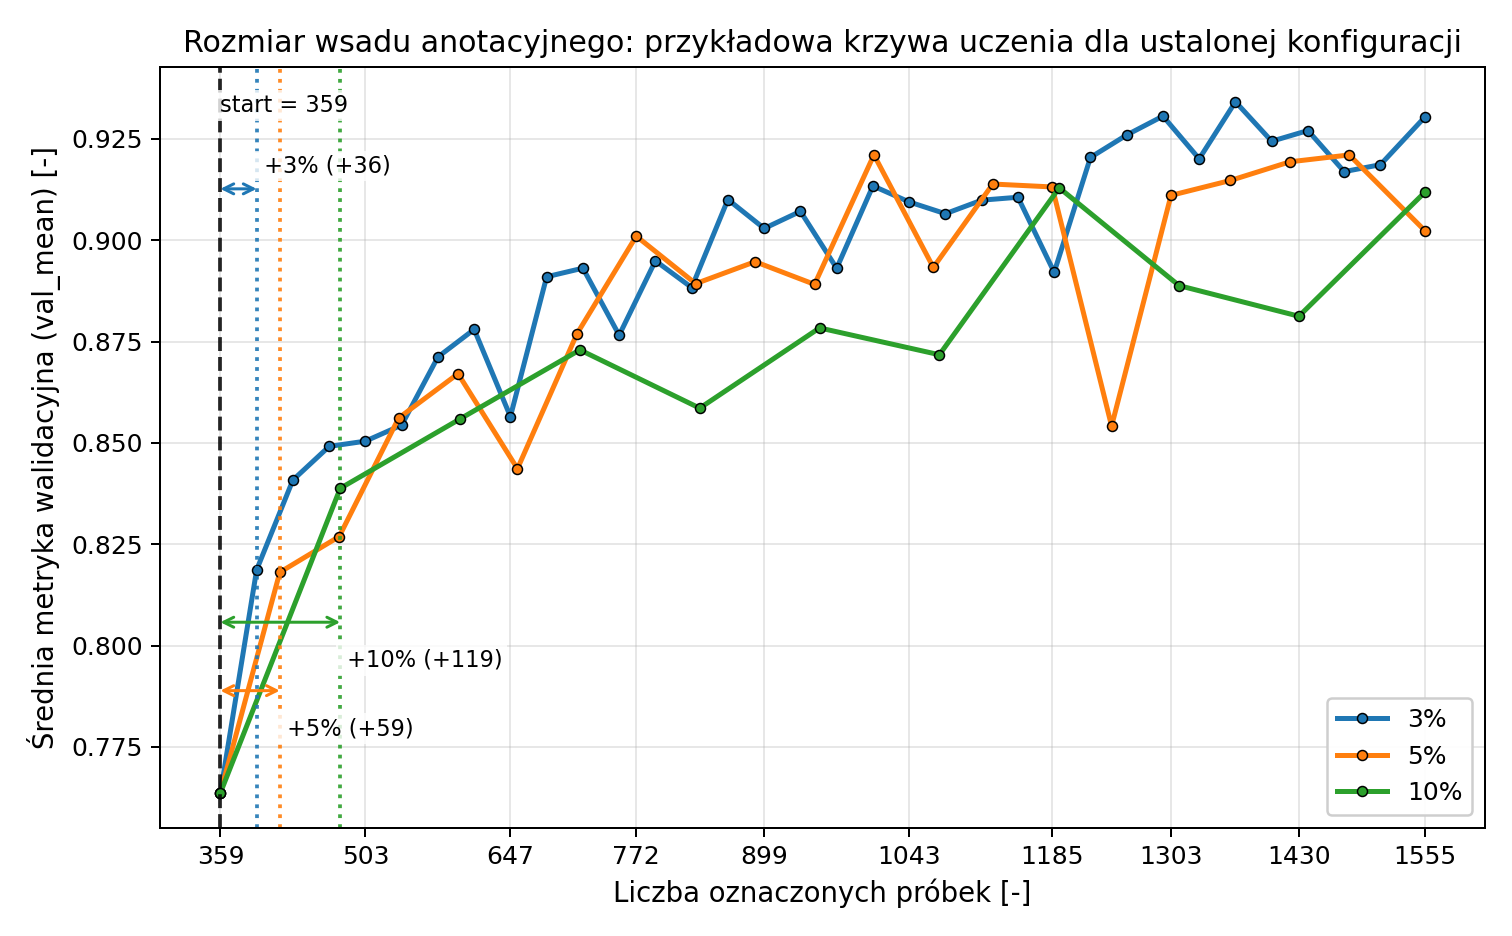 Rozmiar wsadu anotacyjnego: przykładowa krzywa uczenia dla ustalonej konfiguracji
Średnia metryka walidacyjna (val_mean) [-]
0.925
0.900
0.875
0.850
0.825
0.800
0.775
start = 359
+3% (+36)
+10% (+119)
+5% (+59)
3%
5%
10%
359 503 647 772 899 1043 1185 1303 1430 1555
Liczba oznaczonych próbek [-]